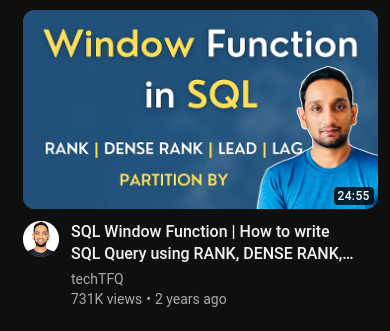 Window Function
in SQL
RANK | DENSE RANK | LEAD | LAG
PARTITION BY
24:55
SQL Window Function | How to write
SQL Query using RANK, DENSE RANK,...
techTFQ
731K views • 2 years ago